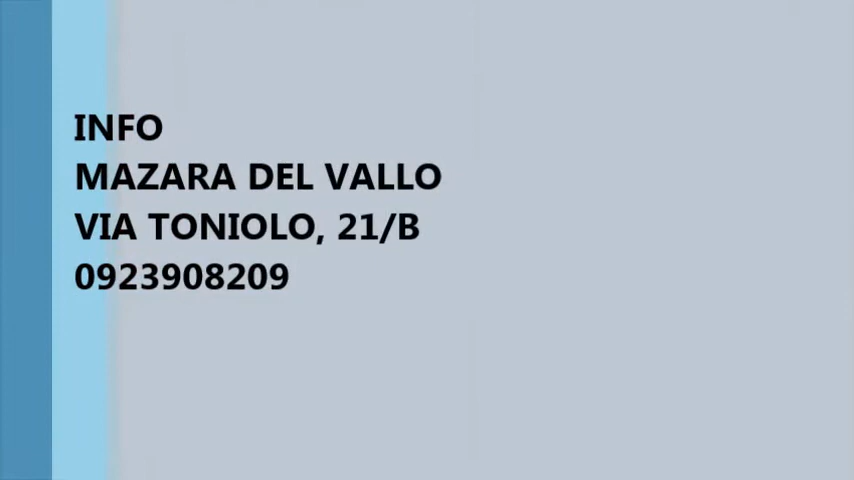 INFO
MAZARA DEL VALLO
VIA TONIOLO, 21/B
0923908209